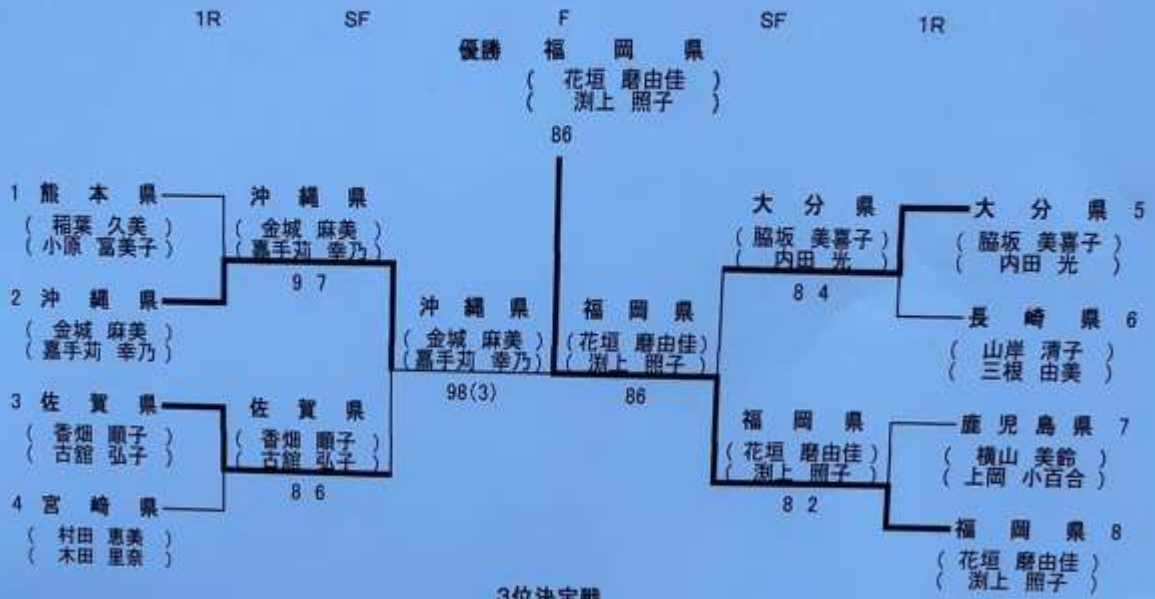 1R SF F SF 1R
優勝 福岡県
( 花垣 磨由佳 )
( 渕上 照子 )
86
1 熊本県
( 稲葉 久美 )
( 小原 富美子 )
2 沖縄県
( 金城 麻美 )
( 嘉手苅 幸乃 )
3 佐賀県
( 香畑 順子 )
( 古舘 弘子 )
4 宮崎県
( 村田 恵美 )
( 木田 里奈 )
沖縄県
( 金城 麻美 )
( 嘉手苅 幸乃 )
9 7
佐賀県
( 香畑 順子 )
( 古舘 弘子 )
8 6
沖縄県
( 金城 麻美 )
( 嘉手苅 幸乃 )
98(3)
福岡県
( 花垣 磨由佳 )
( 渕上 照子 )
86
大分県
( 脇坂 美喜子 )
( 内田 光 )
8 4
福岡県
( 花垣 磨由佳 )
( 渕上 照子 )
8 2
大分県 5
( 脇坂 美喜子 )
( 内田 光 )
長崎県 6
( 山岸 清子 )
( 三根 由美 )
鹿児島県 7
( 横山 美鈴 )
( 上岡 小百合 )
福岡県 8
( 花垣 磨由佳 )
( 渕上 照子 )
3位決定戦